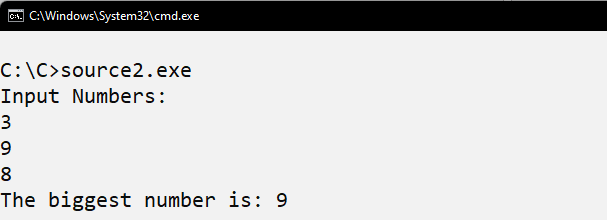 C:\Windows\System32\cmd.exe
C:\C>source2.exe
Input Numbers:
3
9
8
The biggest number is: 9